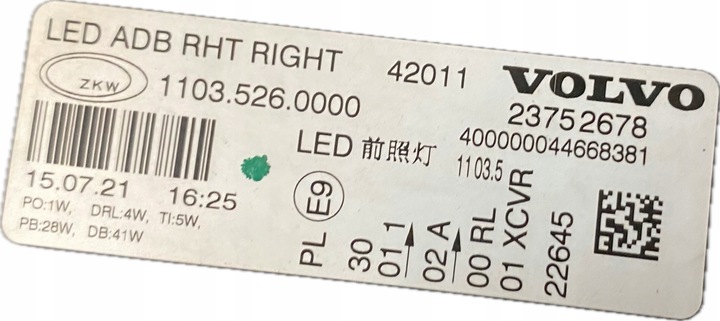 LED ADB RHT RIGHT
42011
VOLVO
ZKW
1103.526.0000
23752678
400000044668381
LED 前照灯
1103.5
15.07.21 16:25
PO:1W, DRL:4W, TI:5W,
PB:28W, DB:41W
PL E9
30
01 1
02 A
00 RL
01 XCVR
22645